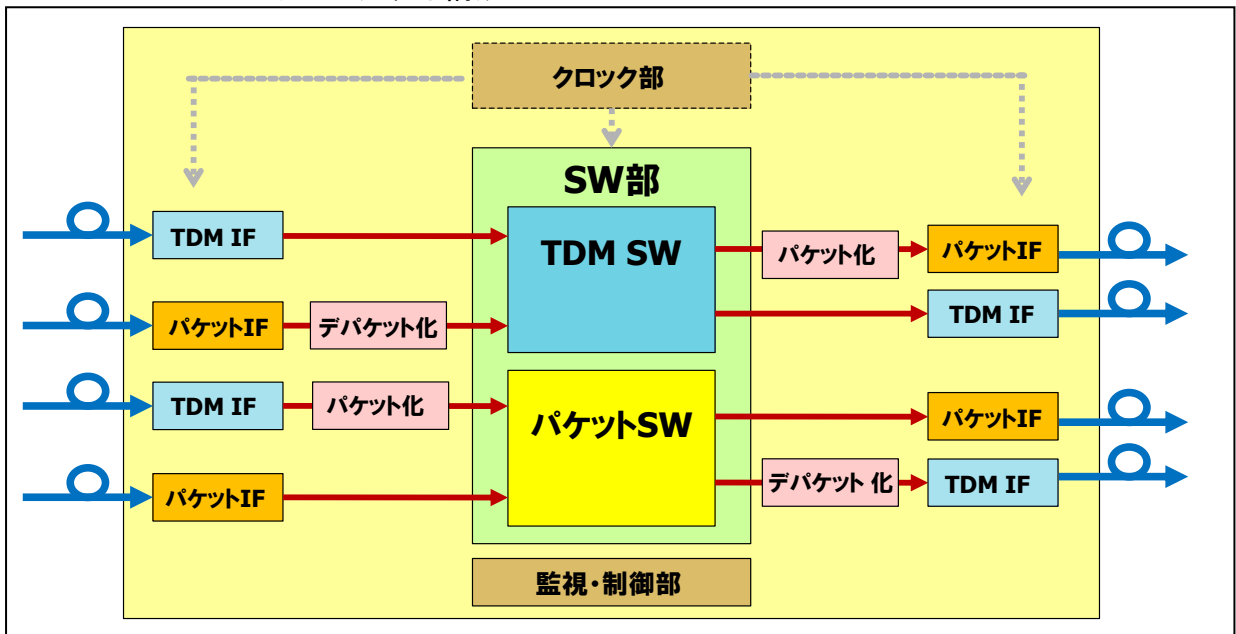 クロック部
SW部
TDM IF
TDM SW
パケット化
パケットIF
パケットIF
デパケット化
TDM IF
TDM IF
パケット化
パケットSW
パケットIF
パケットIF
デパケット 化
TDM IF
監視・制御部